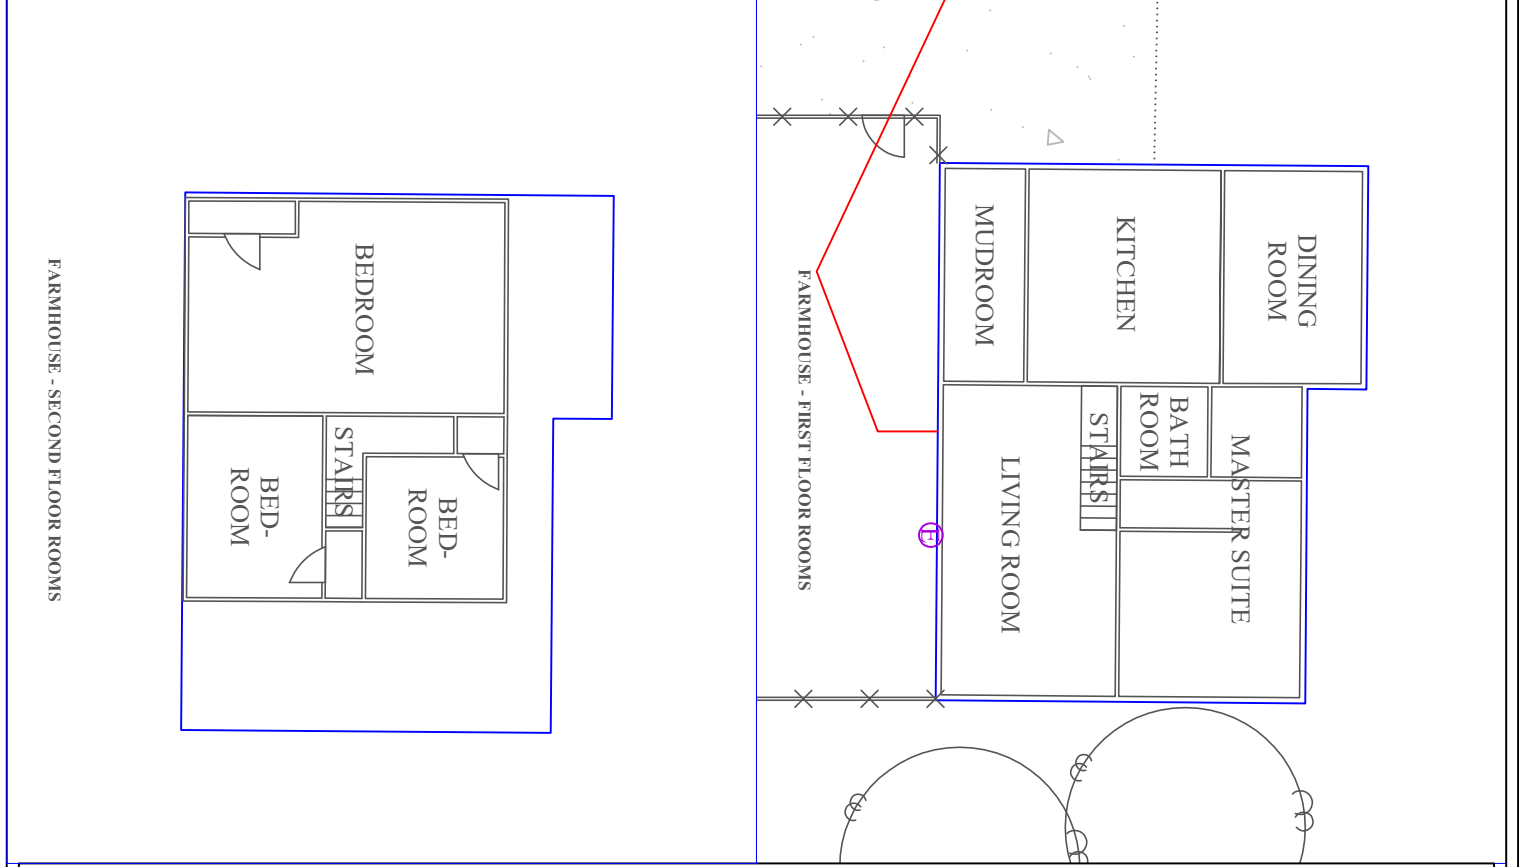 FARMHOUSE - SECOND FLOOR ROOMS
BEDROOM
BED-
ROOM
STAIRS
BED-
ROOM
FARMHOUSE - FIRST FLOOR ROOMS
MUDROOM
KITCHEN
DINING
ROOM
LIVING ROOM
STAIRS
BATH
ROOM
MASTER SUITE
E